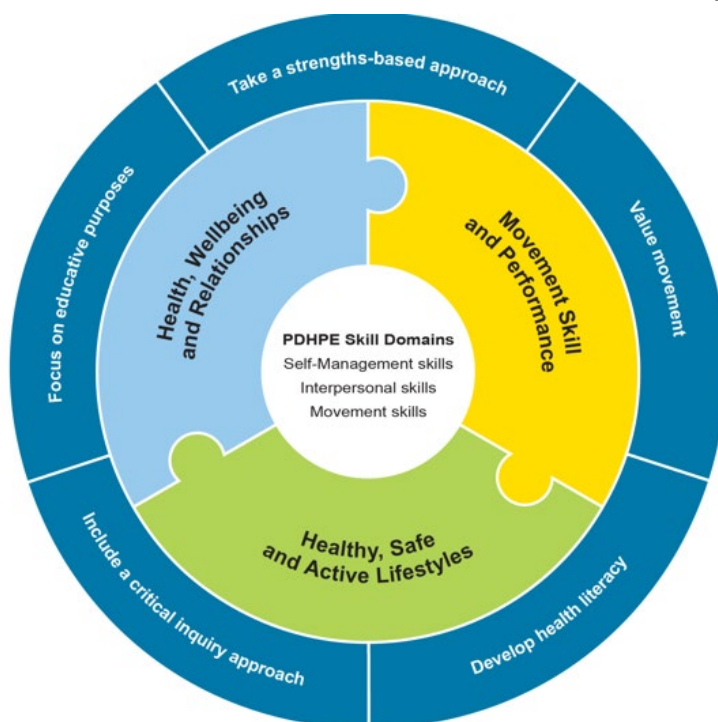 Take a strengths-based approach
Value movement
Develop health literacy
Include a critical inquiry approach
Focus on educative purposes
Health, Wellbeing
and Relationships
Movement Skill
and Performance
Healthy, Safe
and Active Lifestyles
PDHPE Skill Domains
Self-Management skills
Interpersonal skills
Movement skills